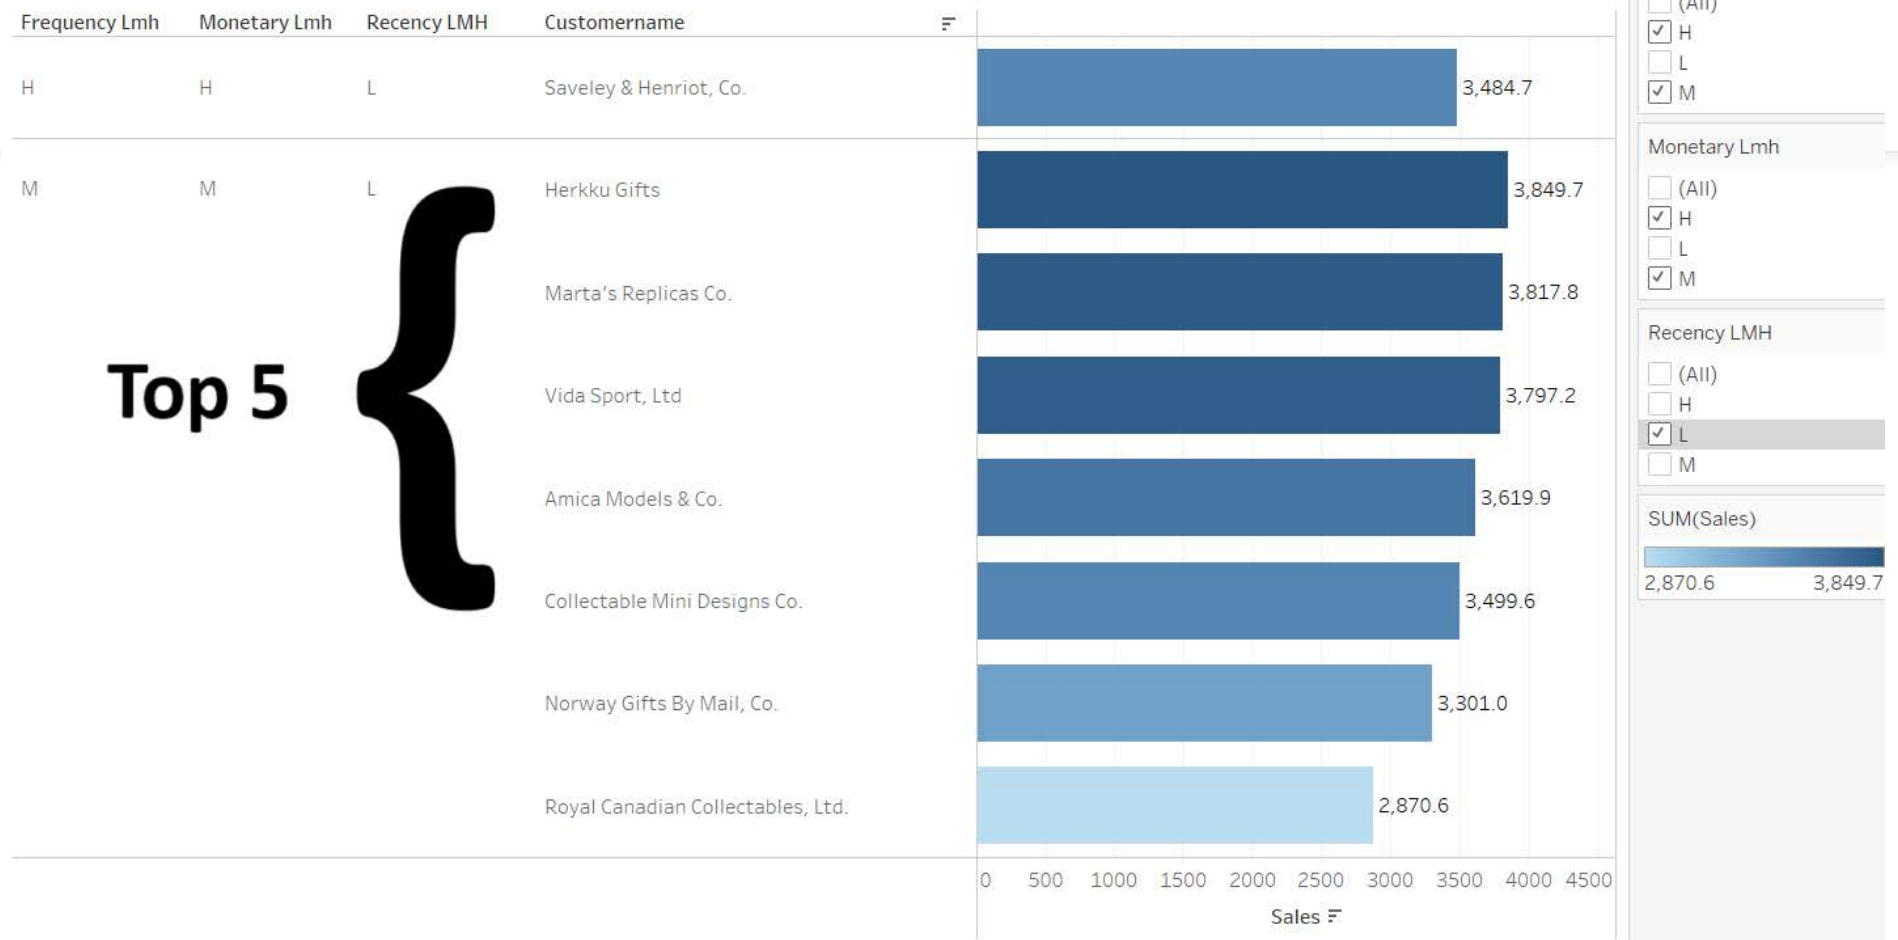 Frequency Lmh Monetary Lmh Recency LMH Customername
H H L Saveley & Henriot, Co. 3,484.7
M M L Herkku Gifts 3,849.7
Marta's Replicas Co. 3,817.8
Top 5
Vida Sport, Ltd 3,797.2
Amica Models & Co. 3,619.9
Collectable Mini Designs Co. 3,499.6
Norway Gifts By Mail, Co. 3,301.0
Royal Canadian Collectables, Ltd. 2,870.6
0 500 1000 1500 2000 2500 3000 3500 4000 4500
Sales
(All)
H
L
M
Monetary Lmh
(All)
H
L
M
Recency LMH
(All)
H
L
M
SUM(Sales)
2,870.6 3,849.7